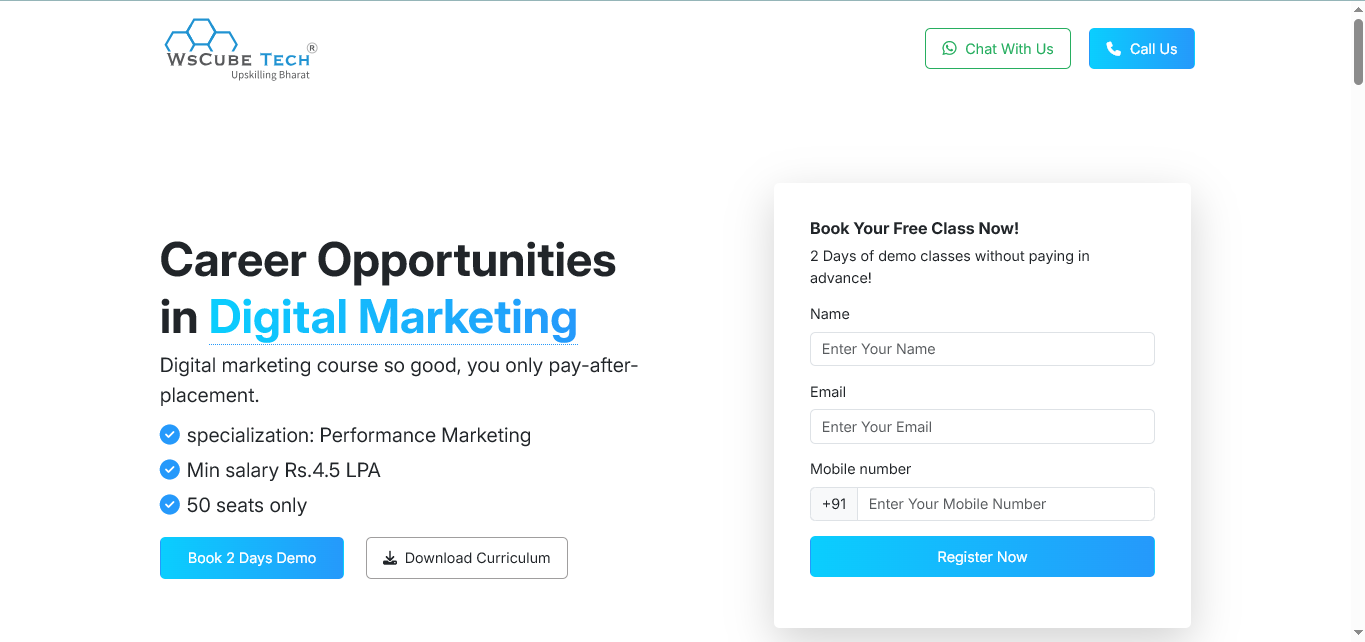 WsCube Tech®
Upskilling Bharat
Chat With Us
Call Us
Career Opportunities
in Digital Marketing
Digital marketing course so good, you only pay-after-
placement.
specialization: Performance Marketing
Min salary Rs.4.5 LPA
50 seats only
Book 2 Days Demo
Download Curriculum
Book Your Free Class Now!
2 Days of demo classes without paying in
advance!
Name
Enter Your Name
Email
Enter Your Email
Mobile number
+91 Enter Your Mobile Number
Register Now